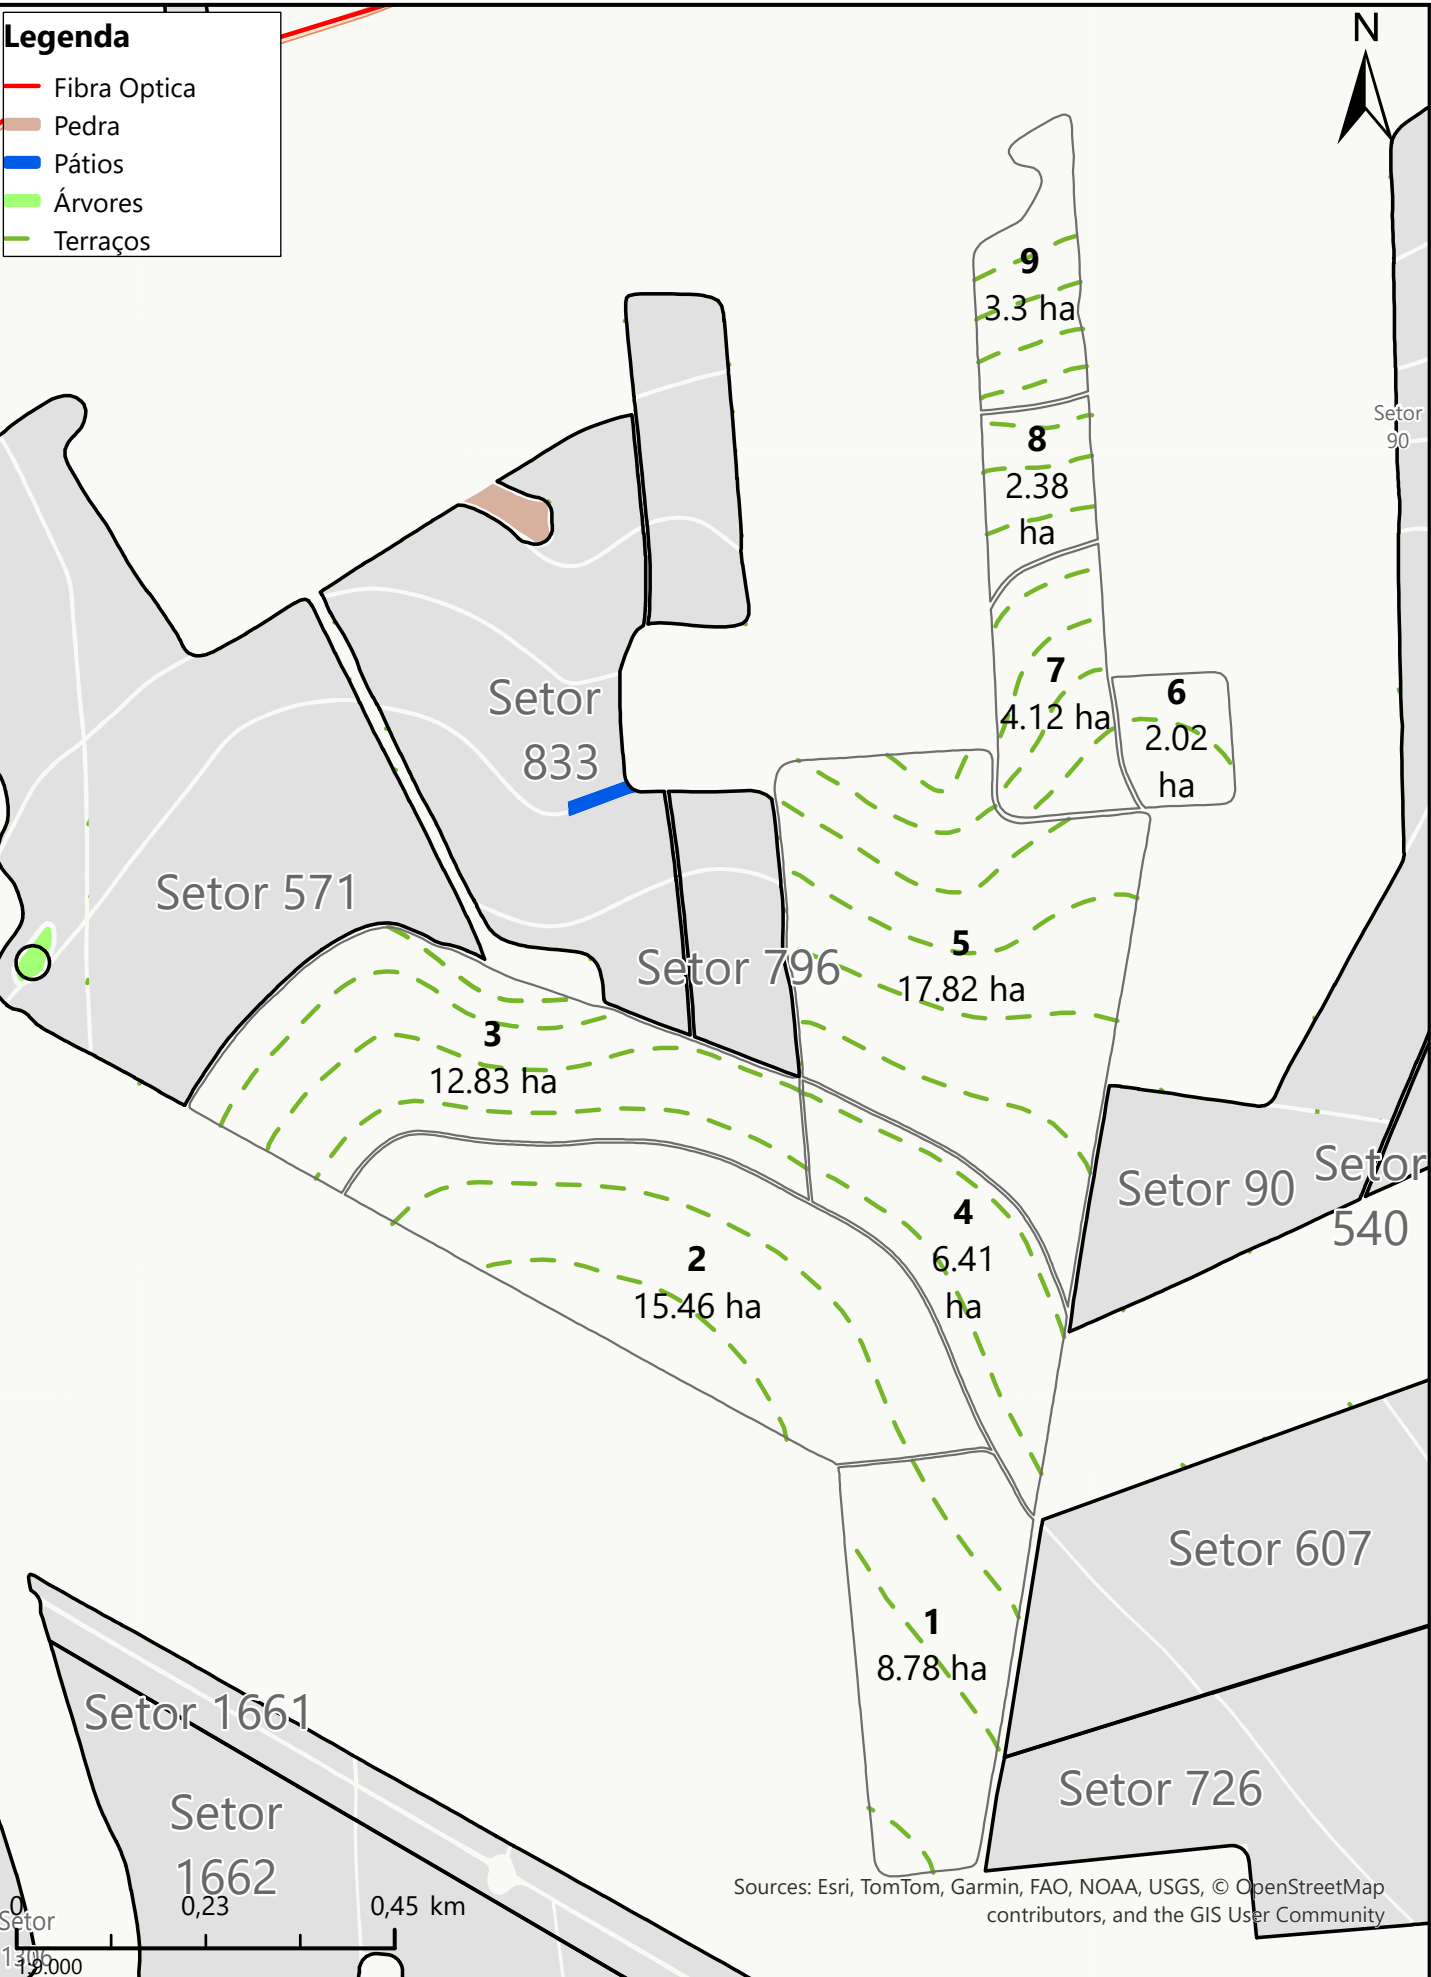 Legenda
Fibra Optica
Pedra
Pátios
Árvores
Terraços
N
9
3.3 ha
8
2.38
ha
Setor
90
7
4.12 ha
6
2.02
ha
Setor
833
Setor 571
Setor 796
5
17.82 ha
3
12.83 ha
4
6.41
ha
Setor 90
Setor
540
2
15.46 ha
Setor 607
1
8.78 ha
Setor 1661
Setor
1662
Setor 726
0
0,23
0,45 km
Setor
1306
1:9.000
Sources: Esri, TomTom, Garmin, FAO, NOAA, USGS, © OpenStreetMap
contributors, and the GIS User Community